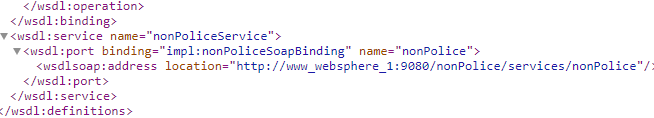 </wsdl:operation>
</wsdl:binding>
▼<wsdl:service name="nonPoliceService">
▼<wsdl:port binding="impl:nonPoliceSoapBinding" name="nonPolice">
<wsdlsoap:address location="http://www_websphere_1:9080/nonPolice/services/nonPolice"/>
</wsdl:port>
</wsdl:service>
</wsdl:definitions>